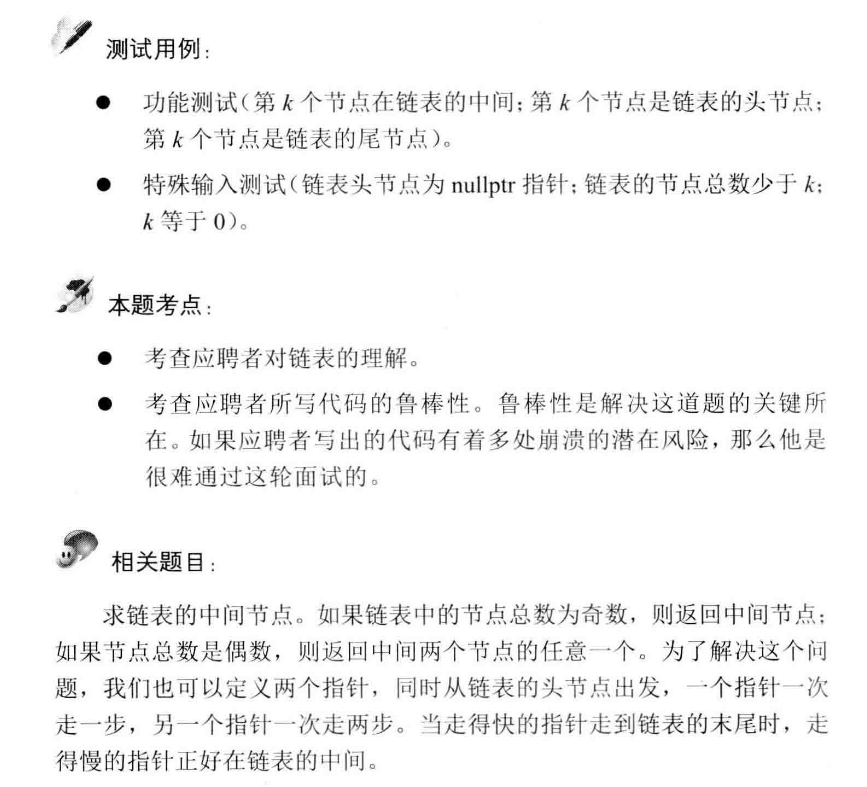 测试用例：
● 功能测试（第 k 个节点在链表的中间；第 k 个节点是链表的头节点；
第 k 个节点是链表的尾节点）。
● 特殊输入测试（链表头节点为 nullptr 指针；链表的节点总数少于 k；
k 等于 0）。
本题考点：
● 考查应聘者对链表的理解。
● 考查应聘者所写代码的鲁棒性。鲁棒性是解决这道题的关键所
在。如果应聘者写出的代码有着多处崩溃的潜在风险，那么他是
很难通过这轮面试的。
相关题目：
求链表的中间节点。如果链表中的节点总数为奇数，则返回中间节点；
如果节点总数是偶数，则返回中间两个节点的任意一个。为了解决这个问
题，我们也可以定义两个指针，同时从链表的头节点出发，一个指针一次
走一步，另一个指针一次走两步。当走得快的指针走到链表的末尾时，走
得慢的指针正好在链表的中间。